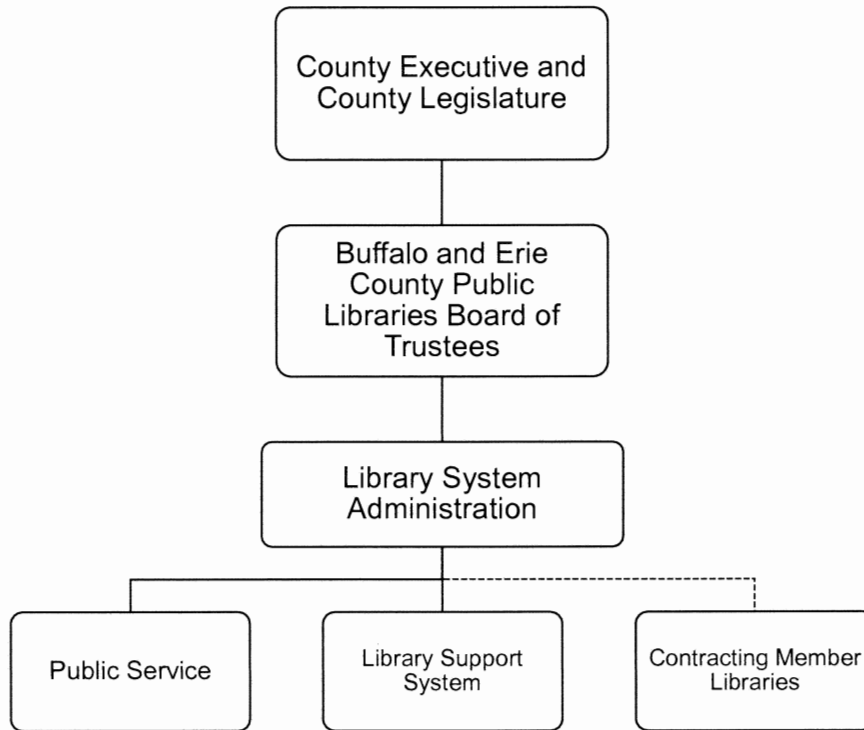 County Executive and
County Legislature
Buffalo and Erie
County Public
Libraries Board of
Trustees
Library System
Administration
Public Service
Library Support
System
Contracting Member
Libraries